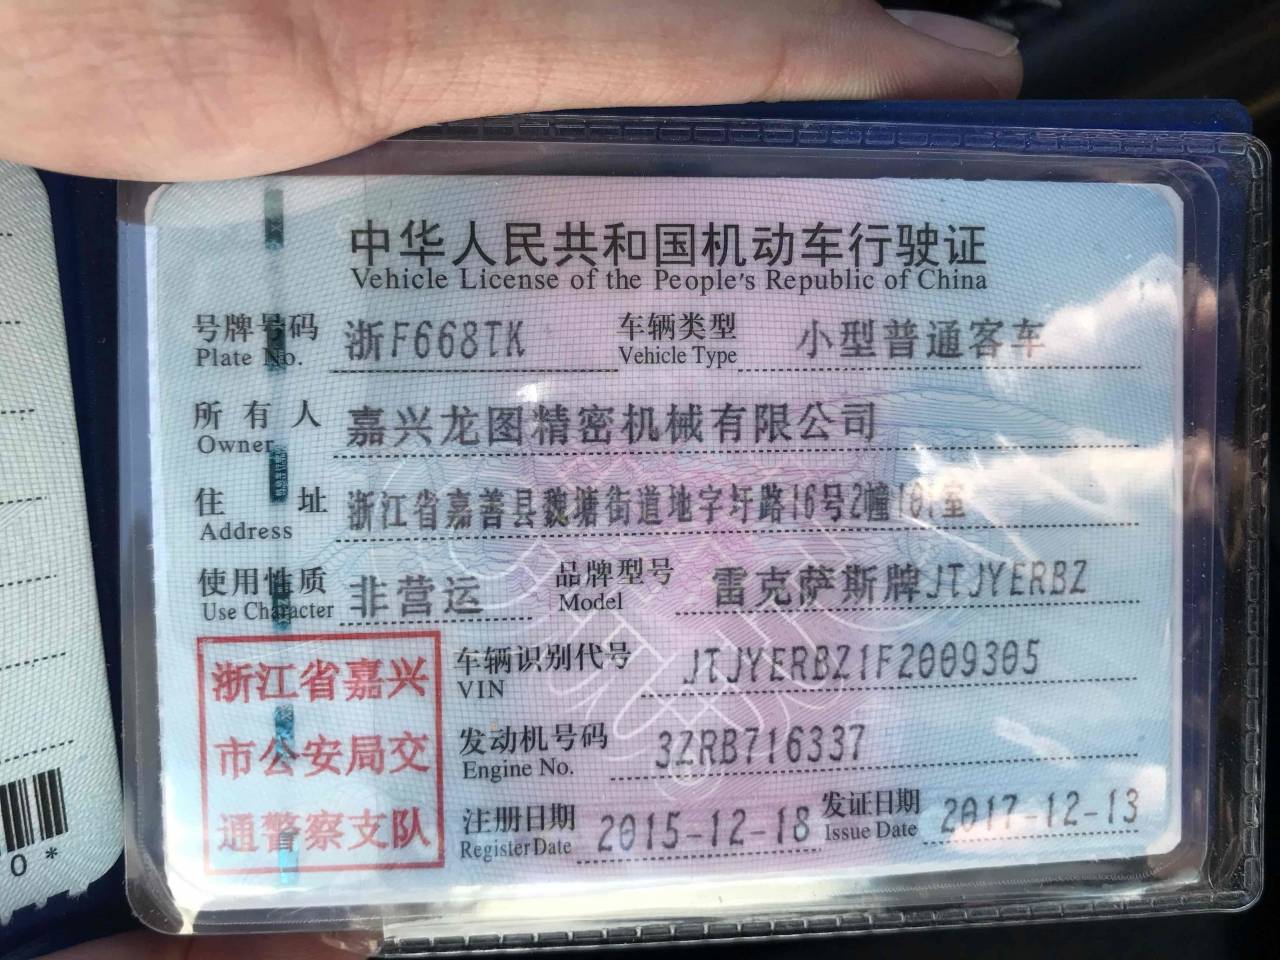 中华人民共和国机动车行驶证
Vehicle License of the People's Republic of China
号牌号码 浙F668TK 车辆类型 小型普通客车
Plate No. Vehicle Type
所有人 嘉兴龙图精密机械有限公司
Owner
住址 浙江省嘉善县魏塘街道地字圩路16号2幢101室
Address
使用性质 非营运 品牌型号 雷克萨斯牌JTJYERBZ
Use Character Model
浙江省嘉兴
市公安局交
通警察支队
车辆识别代号 JTJYERBZ1F2009305
VIN
发动机号码 3ZRB716337
Engine No.
注册日期 2015-12-18 发证日期 2017-12-13
Register Date Issue Date
0*